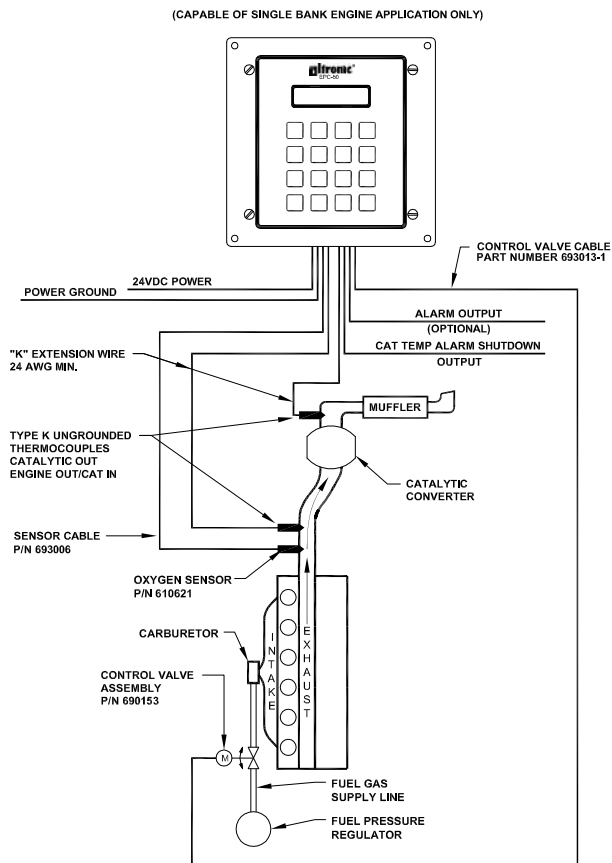 (CAPABLE OF SINGLE BANK ENGINE APPLICATION ONLY)
altronic
EPC-50
CONTROL VALVE CABLE
PART NUMBER 693013-1
24VDC POWER
POWER GROUND
ALARM OUTPUT
(OPTIONAL)
CAT TEMP ALARM SHUTDOWN
OUTPUT
"K" EXTENSION WIRE
24 AWG MIN.
MUFFLER
TYPE K UNGROUNDED
THERMOCOUPLES
CATALYTIC OUT
ENGINE OUT/CAT IN
CATALYTIC
CONVERTER
SENSOR CABLE
P/N 693006
OXYGEN SENSOR
P/N 610621
CARBURETOR
INTAKE
EXHAUST
CONTROL VALVE
ASSEMBLY
P/N 690153
M
FUEL GAS
SUPPLY LINE
FUEL PRESSURE
REGULATOR